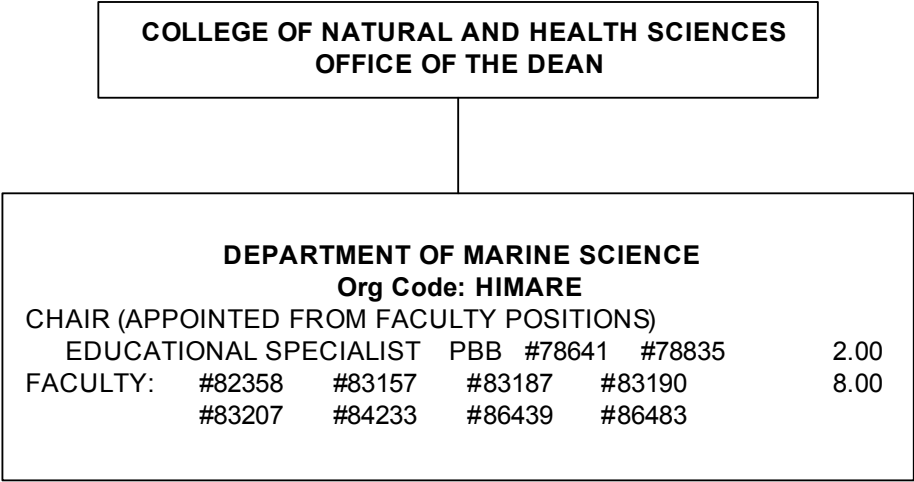 COLLEGE OF NATURAL AND HEALTH SCIENCES
OFFICE OF THE DEAN
DEPARTMENT OF MARINE SCIENCE
Org Code: HIMARE
CHAIR (APPOINTED FROM FACULTY POSITIONS)
EDUCATIONAL SPECIALIST PBB #78641 #78835 2.00
FACULTY: #82358 #83157 #83187 #83190 8.00
#83207 #84233 #86439 #86483